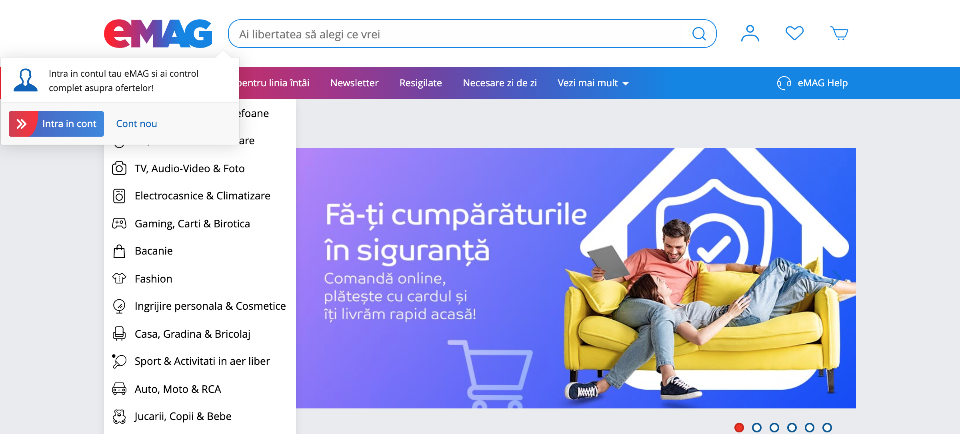 eMAG
Ai libertatea să alegi ce vrei
Intra in contul tau eMAG si ai control
complet asupra ofertelor!
Intra in cont
Cont nou
pentru linia întâi
Newsletter
Resigilate
Necesare zi de zi
Vezi mai mult
eMAG Help
TV, Audio-Video & Foto
Electrocasnice & Climatizare
Gaming, Carti & Birotica
Bacanie
Fashion
Ingrijire personala & Cosmetice
Casa, Gradina & Bricolaj
Sport & Activitati in aer liber
Auto, Moto & RCA
Jucarii, Copii & Bebe
Fă-ți cumpărăturile
în siguranță
Comandă online,
plătește cu cardul și
îți livrăm rapid acasă!